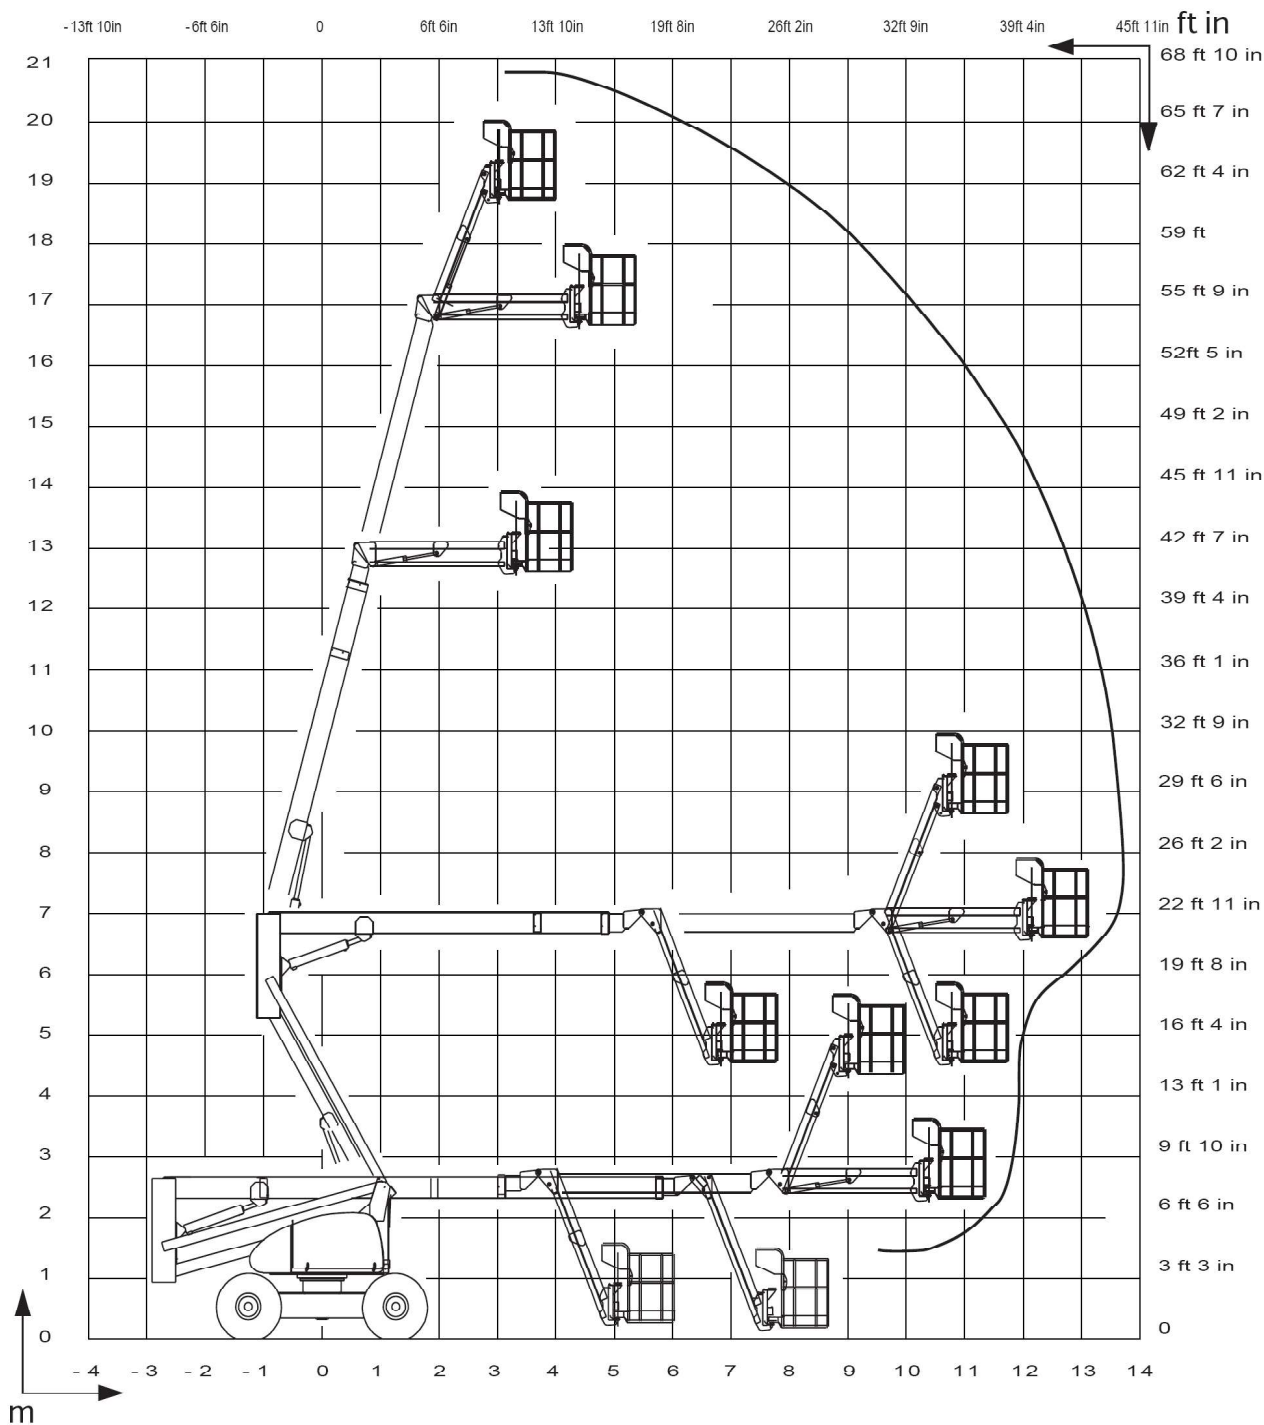 -13ft 10in -6ft 6in 0 6ft 6in 13ft 10in 19ft 8in 26ft 2in 32ft 9in 39ft 4in 45ft 11in ft in
21 68 ft 10 in
20 65 ft 7 in
19 62 ft 4 in
18 59 ft
17 55 ft 9 in
16 52ft 5 in
15 49 ft 2 in
14 45 ft 11 in
13 42 ft 7 in
12 39 ft 4 in
11 36 ft 1 in
10 32 ft 9 in
9 29 ft 6 in
8 26 ft 2 in
7 22 ft 11 in
6 19 ft 8 in
5 16 ft 4 in
4 13 ft 1 in
3 9 ft 10 in
2 6 ft 6 in
1 3 ft 3 in
0 0
- 4 - 3 - 2 - 1 0 1 2 3 4 5 6 7 8 9 10 11 12 13 14
m